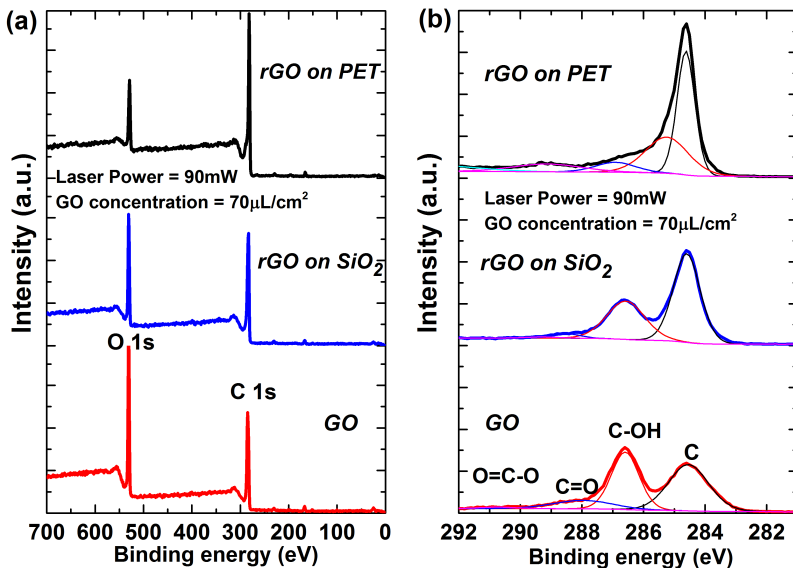 (a)
rGO on PET
Laser Power = 90mW
GO concentration = 70μL/cm²
rGO on SiO₂
O 1s
C 1s
GO
Intensity (a.u.)
700 600 500 400 300 200 100 0
Binding energy (eV)
(b)
rGO on PET
Laser Power = 90mW
GO concentration = 70μL/cm²
rGO on SiO₂
GO
C-OH
C
O=C-O
C=O
Intensity (a.u.)
292 290 288 286 284 282
Binding energy (eV)